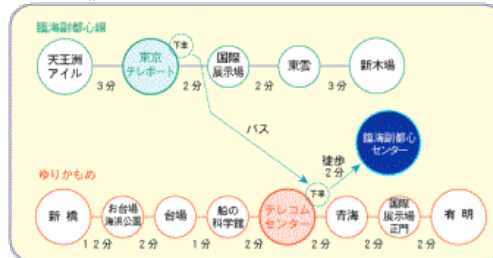 臨海副都心線
天王洲
アイル
3分
東京
テレポート
下車
2分
国際
展示場
2分
東雲
3分
新木場
バス
徒歩
2分
臨海副都心
センター
ゆりかもめ
新橋
12分
お台場
海浜公園
2分
台場
1分
船の
科学館
2分
テレコム
センター
下車
2分
青海
2分
国際
展示場
正門
2分
有明